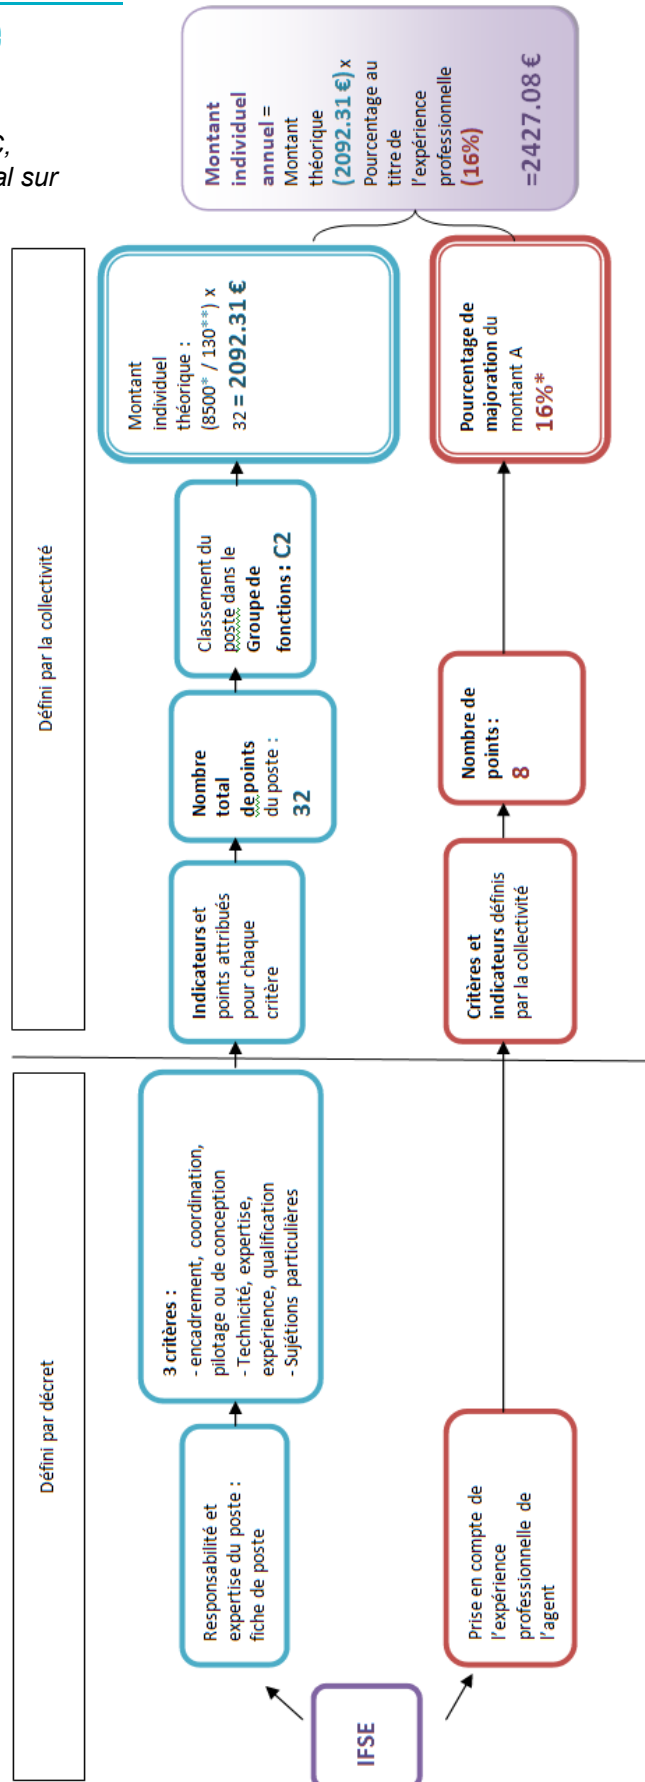 al sur
Défini par décret
Défini par la collectivité
IFSE
Responsabilité et
expertise du poste :
fiche de poste
3 critères :
- encadrement, coordination,
pilotage ou de conception
- Technicité, expertise,
expérience, qualification
- Sujétions particulières
Indicateurs et
points attribués
pour chaque
critère
Nombre
total
de points
du poste :
32
Classement du
poste dans le
Groupe de
fonctions : C2
Montant
individuel
théorique :
(8500* / 130**) x
32 = 2092.31 €
Prise en compte de
l'expérience
professionnelle de
l'agent
Critères et
indicateurs définis
par la collectivité
Nombre de
points :
8
Pourcentage de
majoration du
montant A
16%*
Montant
individuel
annuel =
Montant
théorique
(2092.31 €) x
Pourcentage au
titre de
l'expérience
professionnelle
(16%)
=2427.08 €